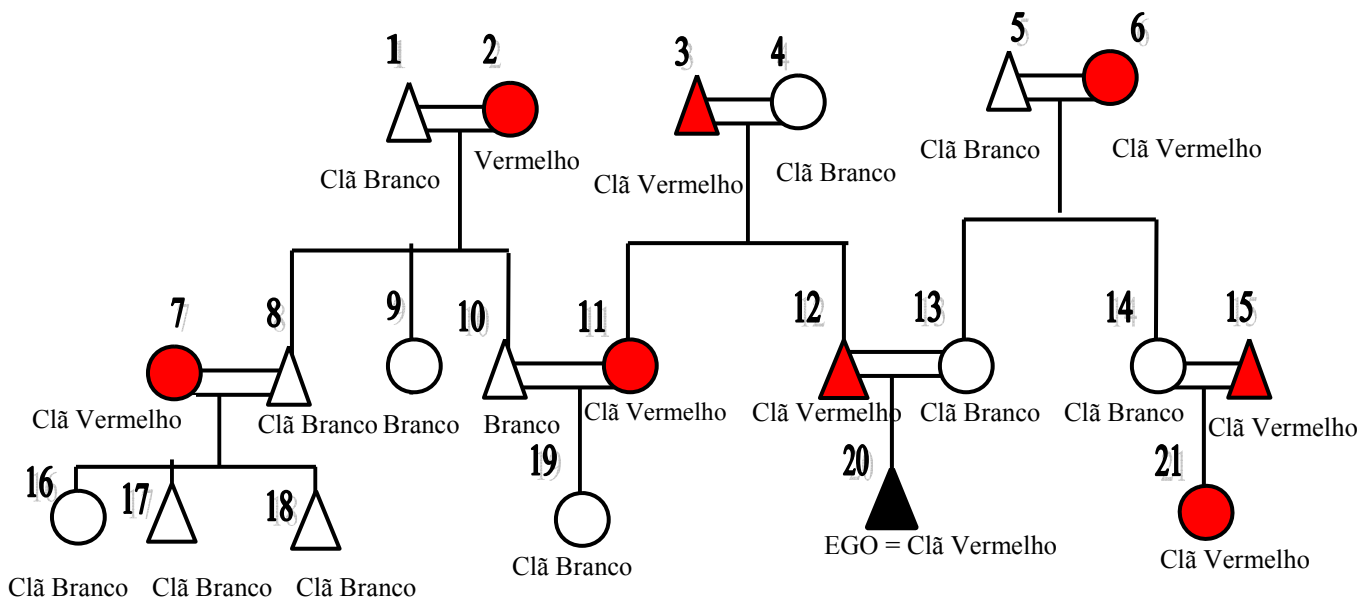 1
2
3
4
5
6
Clã Branco
Vermelho
Clã Vermelho
Clã Branco
Clã Branco
Clã Vermelho
7
8
9
10
11
12
13
14
15
Clã Vermelho
Clã Branco
Branco
Branco
Clã Vermelho
Clã Vermelho
Clã Branco
Clã Branco
Clã Vermelho
16
17
18
19
20
21
Clã Branco
Clã Branco
Clã Branco
Clã Branco
EGO = Clã Vermelho
Clã Vermelho